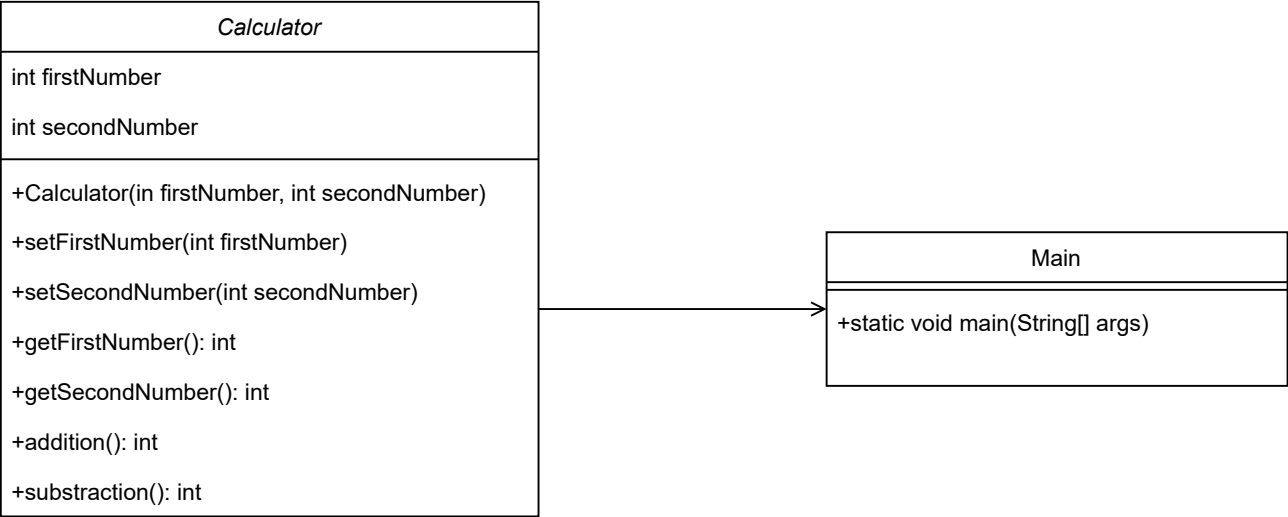 Calculator
int firstNumber
int secondNumber
+Calculator(in firstNumber, int secondNumber)
+setFirstNumber(int firstNumber)
+setSecondNumber(int secondNumber)
+getFirstNumber(): int
+getSecondNumber(): int
+addition(): int
+substraction(): int
Main
+static void main(String[] args)